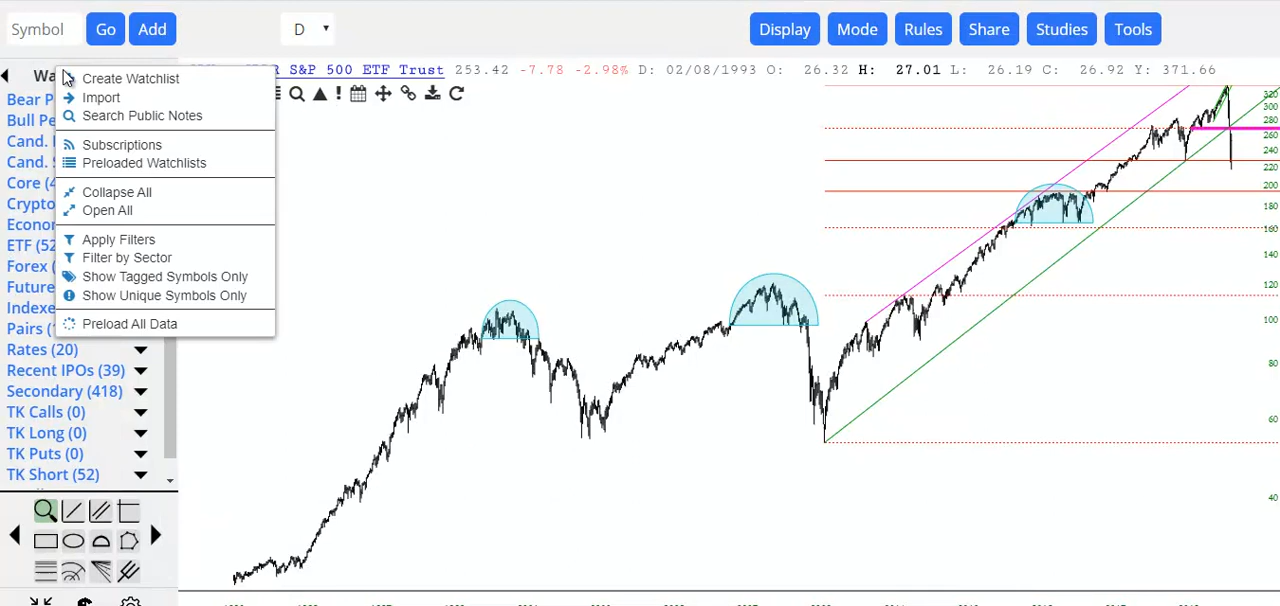 Symbol Go Add D Display Mode Rules Share Studies Tools
S&P 500 ETF Trust 253.42 -7.78 -2.98% D: 02/08/1993 O: 26.32 H: 27.01 L: 26.19 C: 26.92 Y: 371.66
Wa
Create Watchlist
Import
Search Public Notes
Subscriptions
Preloaded Watchlists
Collapse All
Open All
Apply Filters
Filter by Sector
Show Tagged Symbols Only
Show Unique Symbols Only
Preload All Data
Bear P
Bull Pe
Cand.
Cand.
Core (4
Crypto
Econor
ETF (52
Forex
Future
Indexe
Pairs (
Rates (20)
Recent IPOs (39)
Secondary (418)
TK Calls (0)
TK Long (0)
TK Puts (0)
TK Short (52)
320
300
280
260
240
220
200
180
160
140
120
100
80
60
40